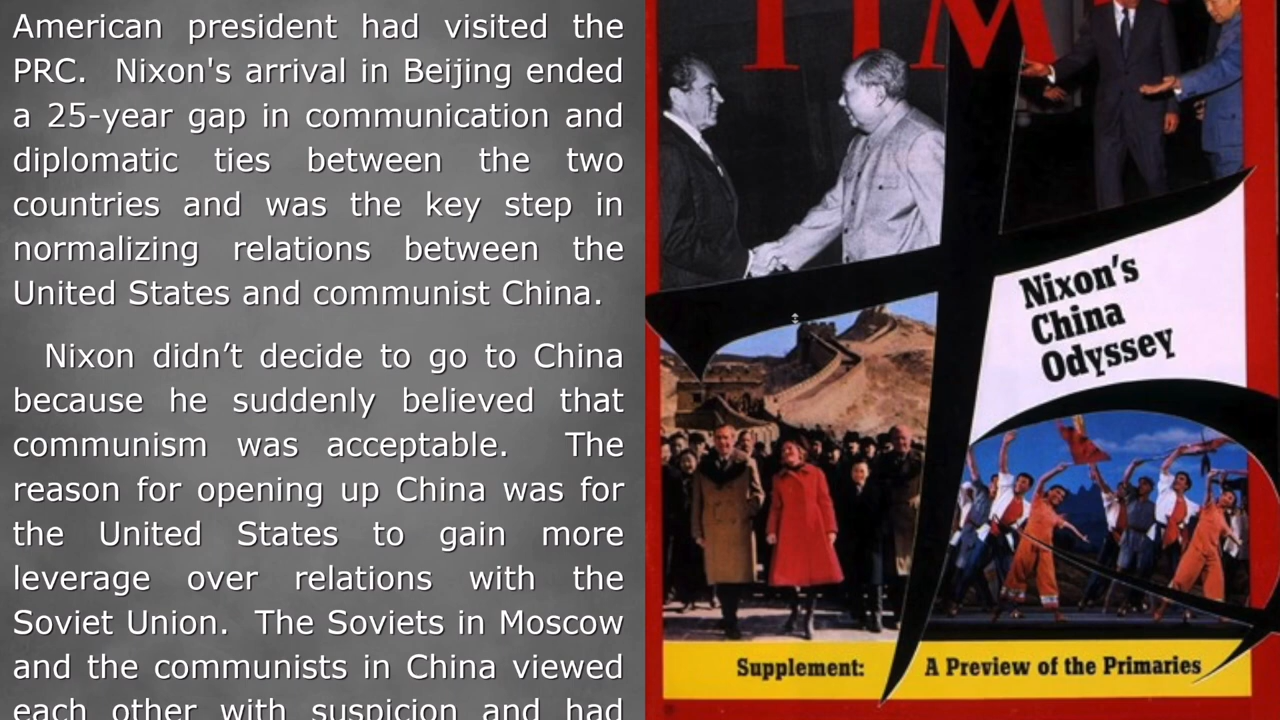 American president had visited the
PRC.  Nixon's arrival in Beijing ended
a 25-year gap in communication and
diplomatic ties between the two
countries and was the key step in
normalizing relations between the
United States and communist China.
Nixon didn’t decide to go to China
because he suddenly believed that
communism was acceptable.  The
reason for opening up China was for
the United States to gain more
leverage over relations with the
Soviet Union.  The Soviets in Moscow
and the communists in China viewed
each other with suspicion and had
TIM
Nixon's
China
Odyssey
Supplement: A Preview of the Primaries